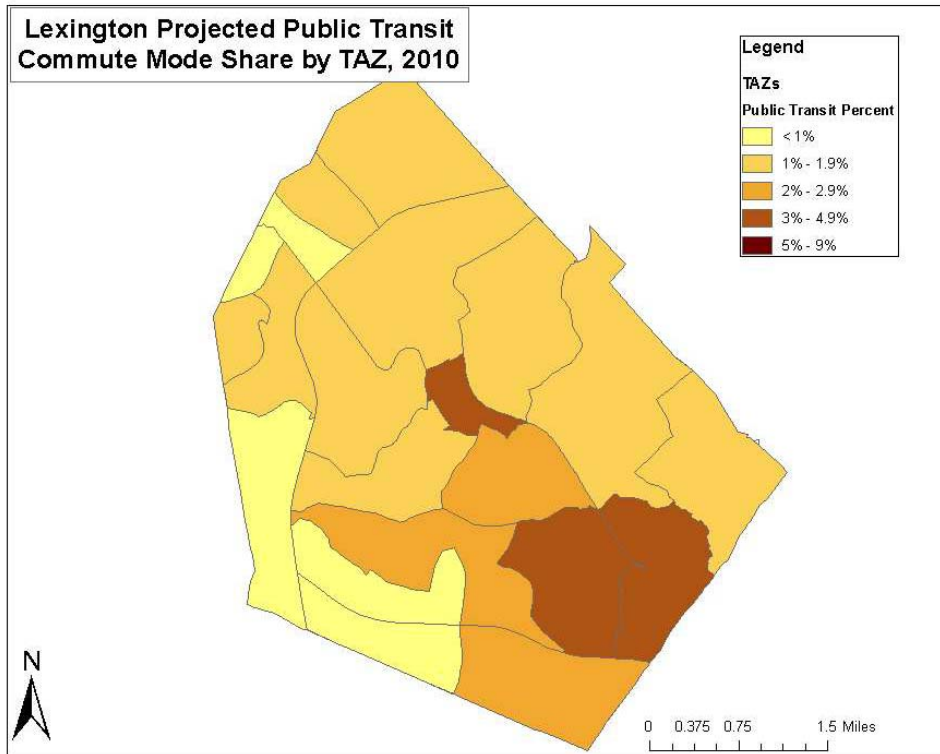 Lexington Projected Public Transit
Commute Mode Share by TAZ, 2010
Legend
TAZs
Public Transit Percent
< 1%
1% - 1.9%
2% - 2.9%
3% - 4.9%
5% - 9%
N
0 0.375 0.75 1.5 Miles